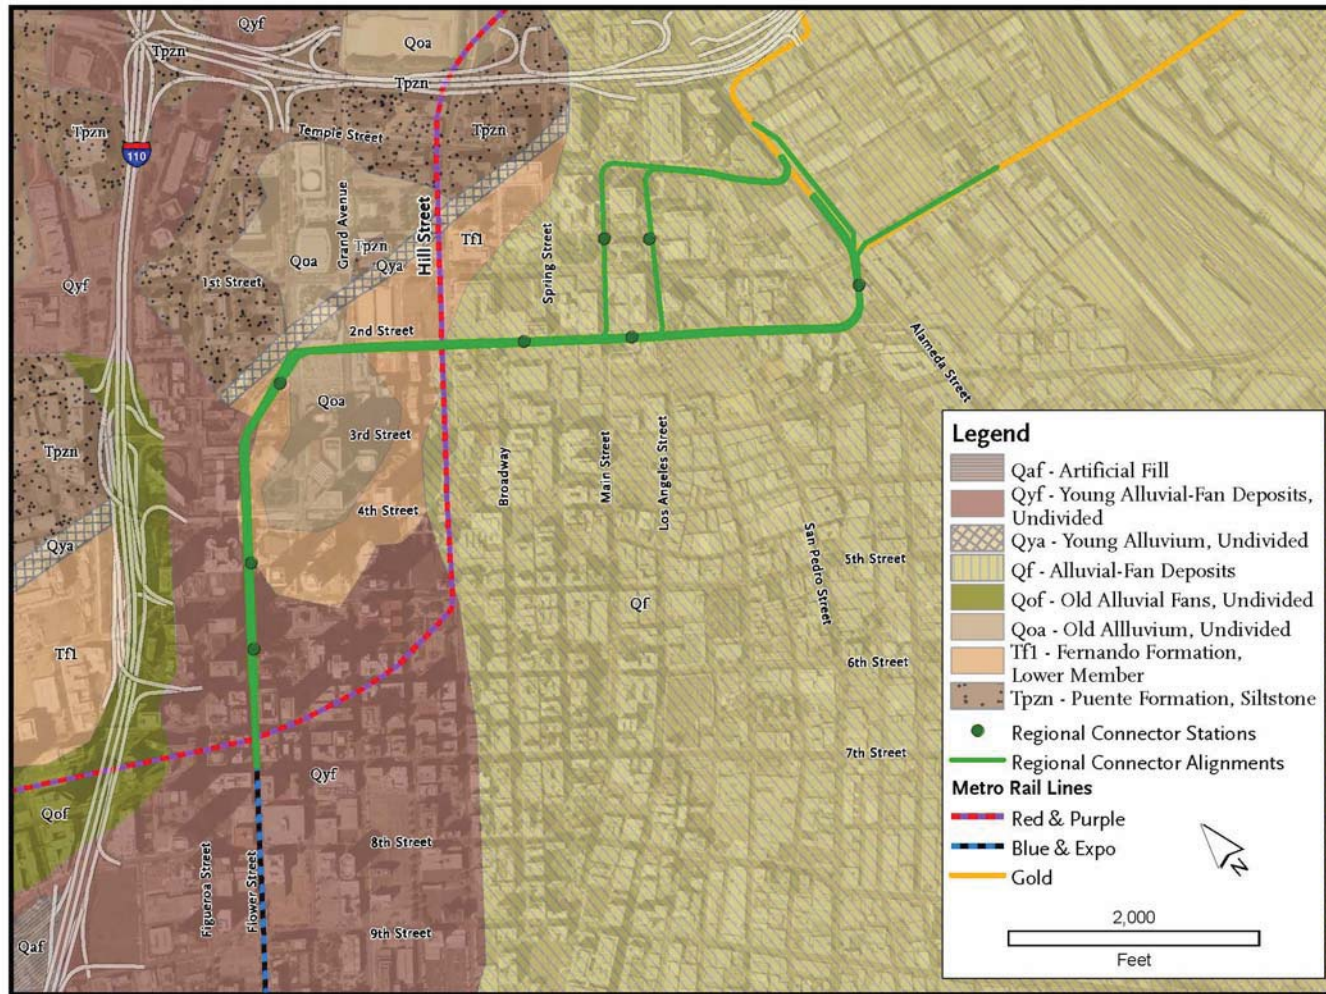 Qyf
Qoa
Tpzn
Tpzn
Tpzn
Tpzn
Temple Street
110
Grand Avenue
Hill Street
Tpzn
Tf1
Qya
Qoa
1st Street
Spring Street
Qyf
2nd Street
Alameda Street
Qoa
3rd Street
Tpzn
Broadway
Main Street
Los Angeles Street
4th Street
Qya
San Pedro Street
5th Street
Qf
Tf1
6th Street
7th Street
Qyf
Qof
8th Street
Figueroa Street
Flower Street
9th Street
Qaf
Legend
Qaf - Artificial Fill
Qyf - Young Alluvial-Fan Deposits,
Undivided
Qya - Young Alluvium, Undivided
Qf - Alluvial-Fan Deposits
Qof - Old Alluvial Fans, Undivided
Qoa - Old Allluvium, Undivided
Tf1 - Fernando Formation,
Lower Member
Tpzn - Puente Formation, Siltstone
Regional Connector Stations
Regional Connector Alignments
Metro Rail Lines
Red & Purple
Blue & Expo
Gold
N
2,000
Feet